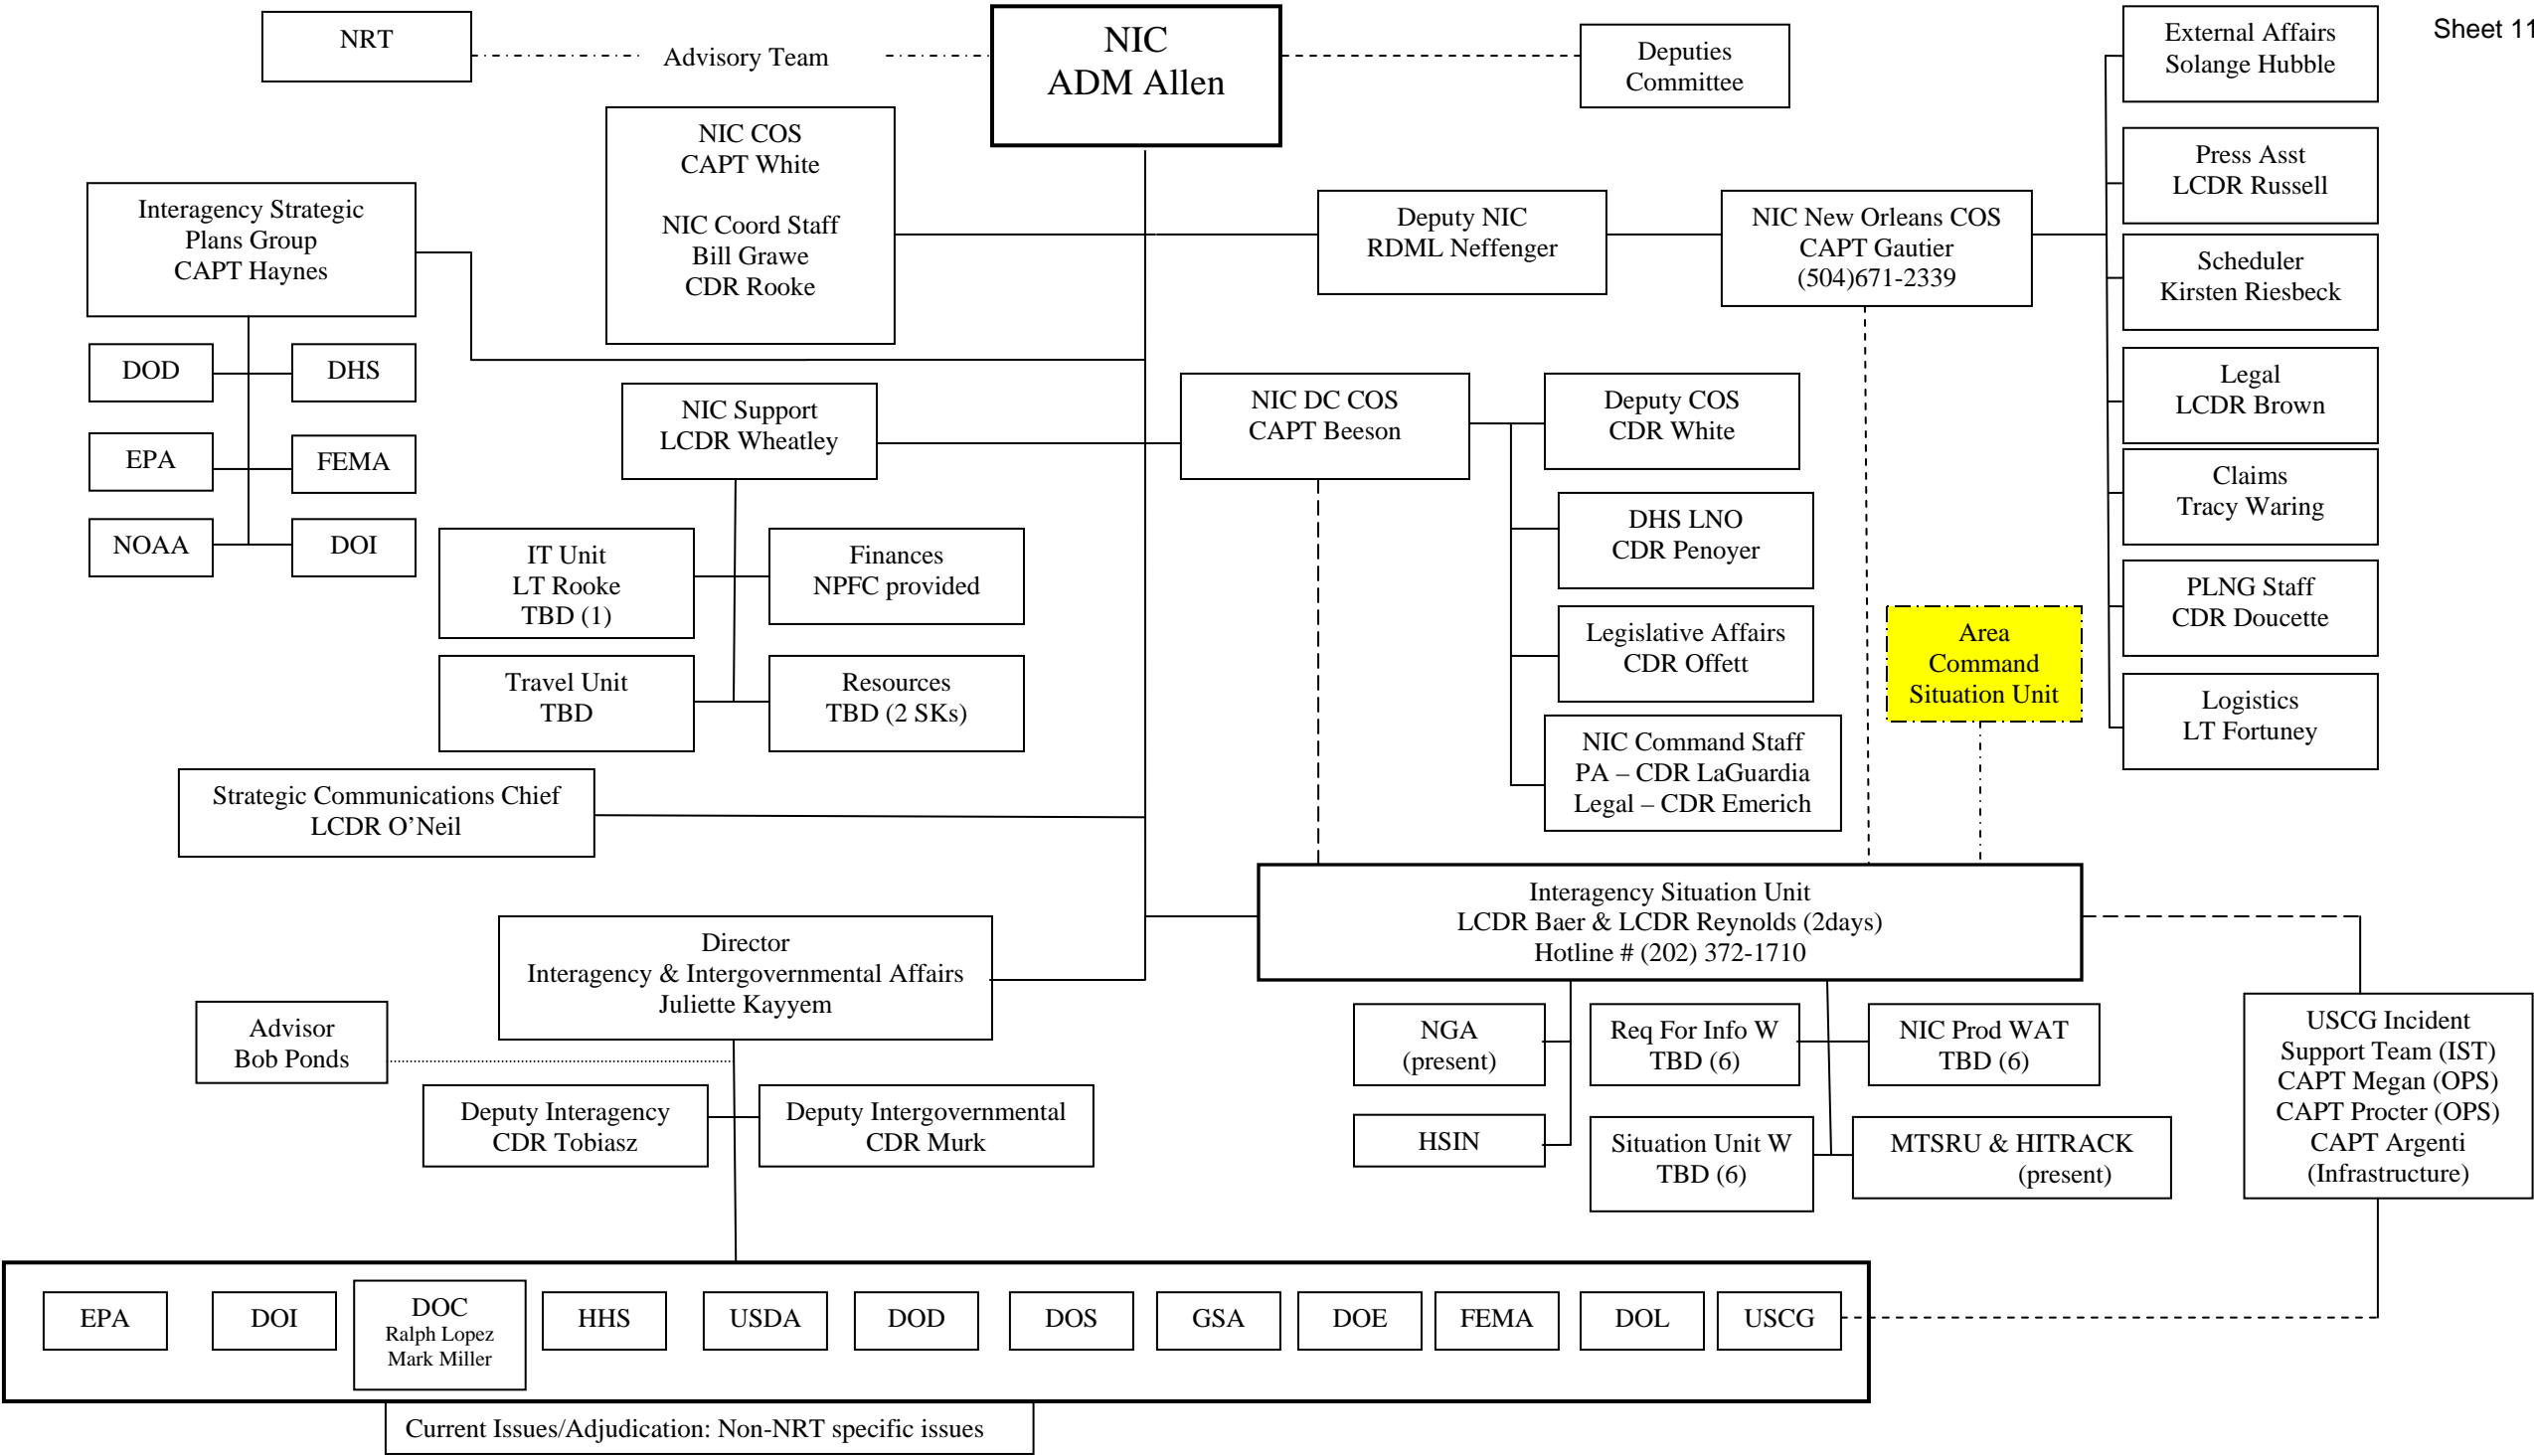 Sheet 11
NRT
Advisory Team
NIC
ADM Allen
Deputies
Committee
External Affairs
Solange Hubble
NIC COS
CAPT White
NIC Coord Staff
Bill Grawe
CDR Rooke
Press Asst
LCDR Russell
Interagency Strategic
Plans Group
CAPT Haynes
Deputy NIC
RDML Neffenger
NIC New Orleans COS
CAPT Gautier
(504)671-2339
Scheduler
Kirsten Riesbeck
DOD
DHS
EPA
FEMA
NOAA
DOI
NIC Support
LCDR Wheatley
NIC DC COS
CAPT Beeson
Deputy COS
CDR White
Legal
LCDR Brown
Claims
Tracy Waring
DHS LNO
CDR Penoyer
IT Unit
LT Rooke
TBD (1)
Finances
NPFC provided
PLNG Staff
CDR Doucette
Legislative Affairs
CDR Offett
Area
Command
Situation Unit
Travel Unit
TBD
Resources
TBD (2 SKs)
Logistics
LT Fortuney
NIC Command Staff
PA – CDR LaGuardia
Legal – CDR Emerich
Strategic Communications Chief
LCDR O’Neil
Interagency Situation Unit
LCDR Baer & LCDR Reynolds (2days)
Hotline # (202) 372-1710
Director
Interagency & Intergovernmental Affairs
Juliette Kayyem
Advisor
Bob Ponds
NGA
(present)
Req For Info W
TBD (6)
NIC Prod WAT
TBD (6)
USCG Incident
Support Team (IST)
CAPT Megan (OPS)
CAPT Procter (OPS)
CAPT Argenti
(Infrastructure)
Deputy Interagency
CDR Tobiasz
Deputy Intergovernmental
CDR Murk
HSIN
Situation Unit W
TBD (6)
MTSRU & HITRACK
(present)
EPA
DOI
DOC
Ralph Lopez
Mark Miller
HHS
USDA
DOD
DOS
GSA
DOE
FEMA
DOL
USCG
Current Issues/Adjudication: Non-NRT specific issues